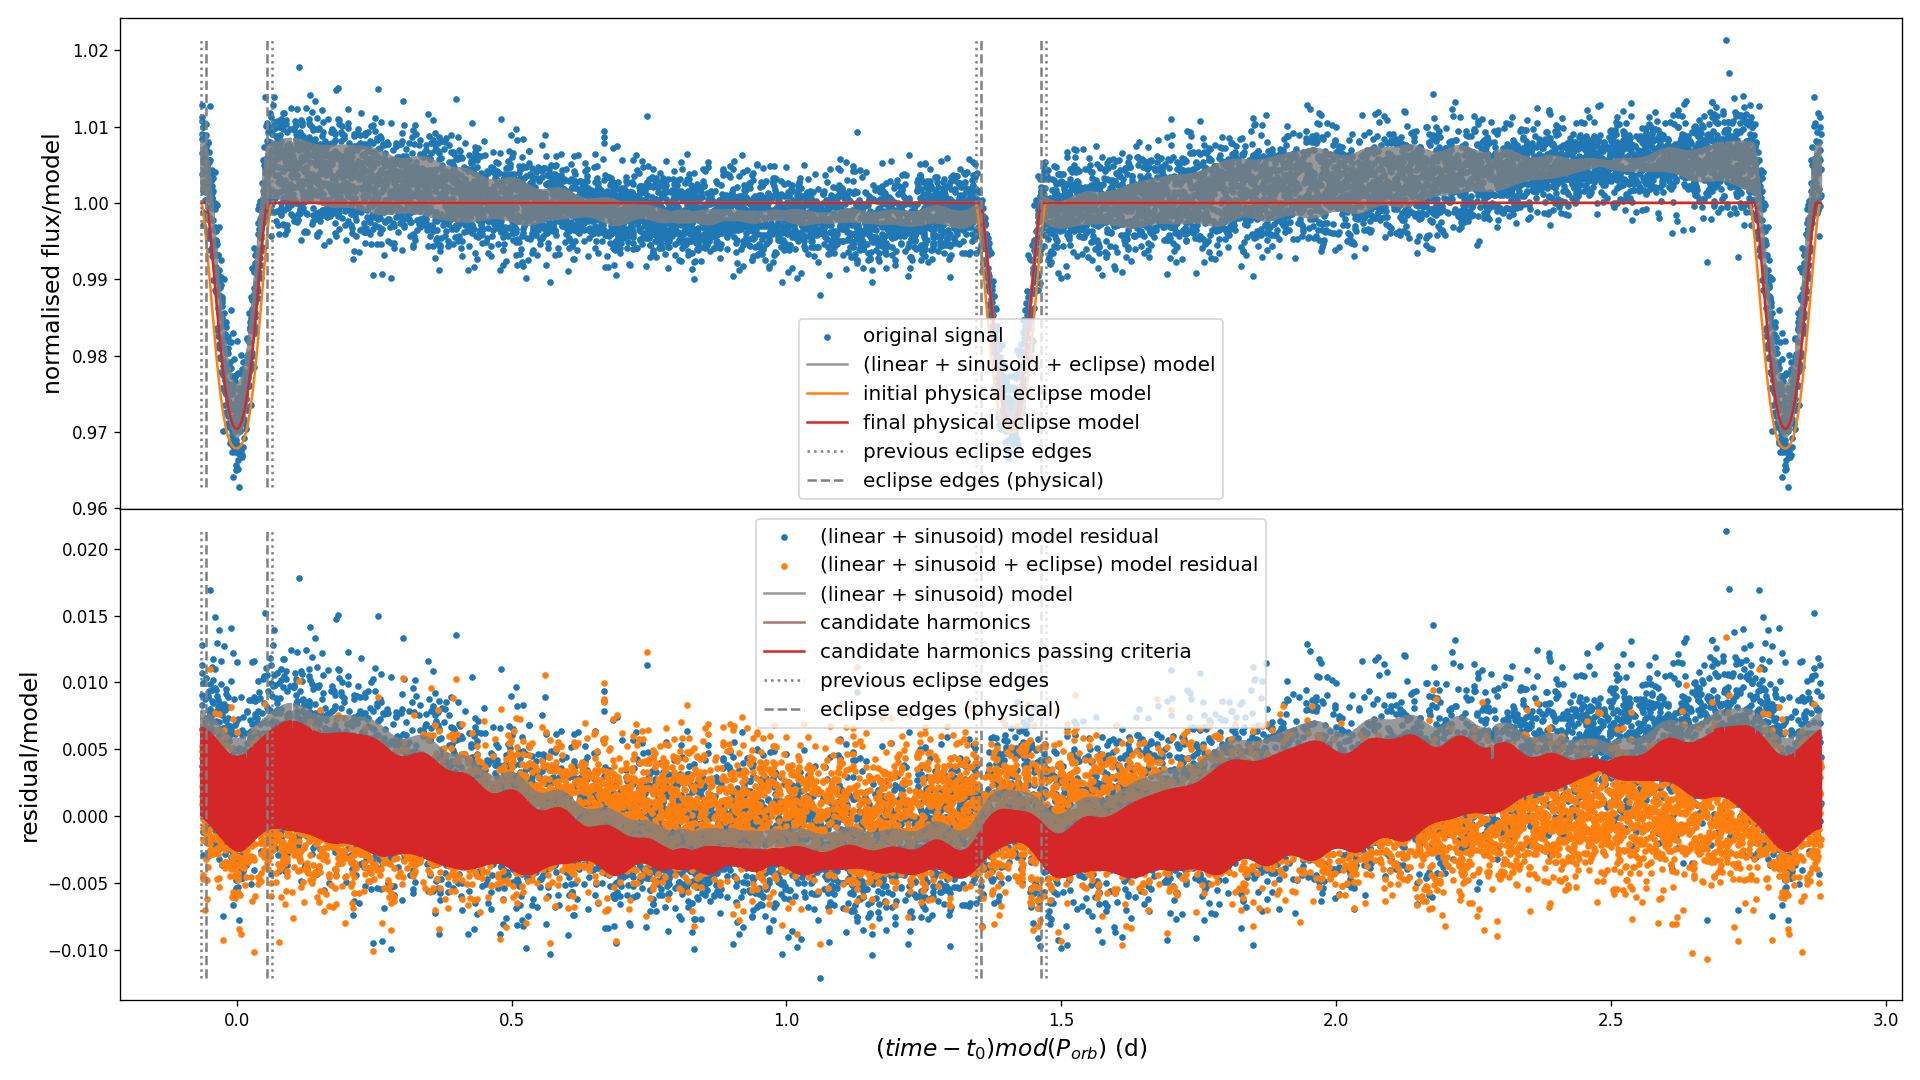 normalised flux/model
1.02
1.01
1.00
0.99
0.98
0.97
0.96
original signal
(linear + sinusoid + eclipse) model
initial physical eclipse model
final physical eclipse model
previous eclipse edges
eclipse edges (physical)
residual/model
0.020
0.015
0.010
0.005
0.000
−0.005
−0.010
(linear + sinusoid) model residual
(linear + sinusoid + eclipse) model residual
(linear + sinusoid) model
candidate harmonics
candidate harmonics passing criteria
previous eclipse edges
eclipse edges (physical)
0.0 0.5 1.0 1.5 2.0 2.5 3.0
(time − t₀)mod(Pₒᵣᵦ) (d)